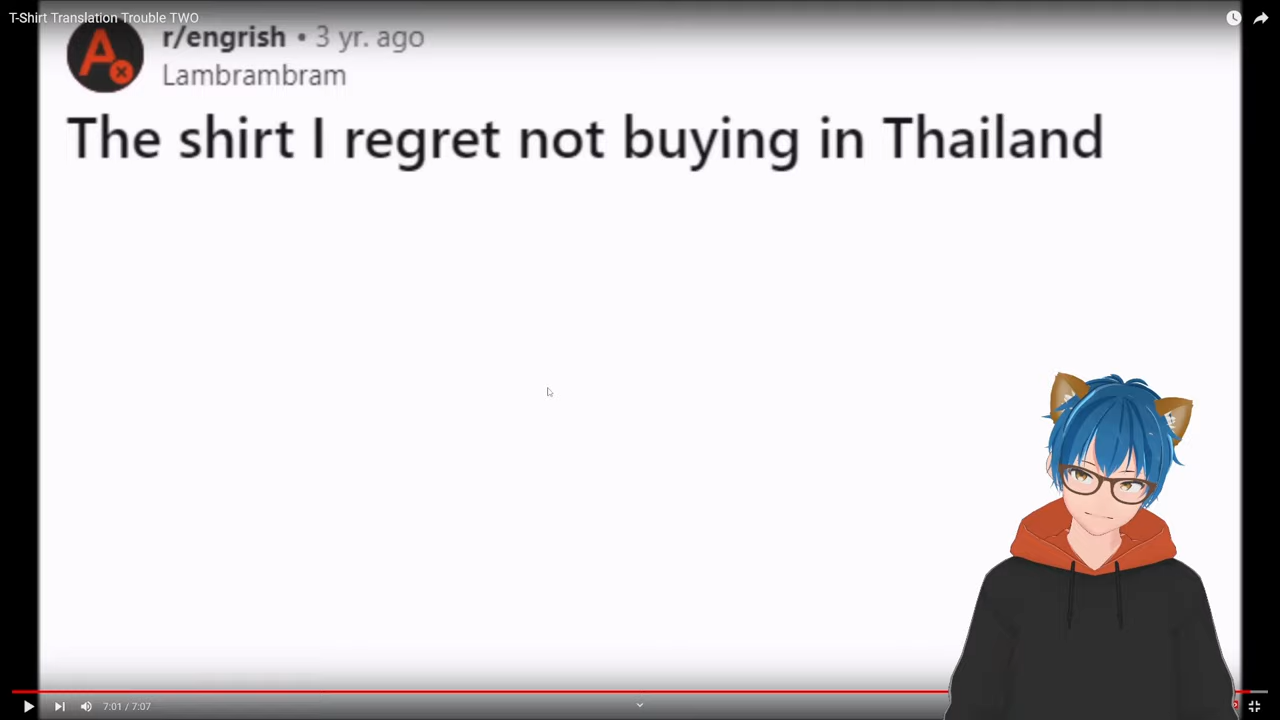 T-Shirt Translation Trouble TWO
r/engrish • 3 yr. ago
Lambrambram
The shirt I regret not buying in Thailand
7:01 / 7:07